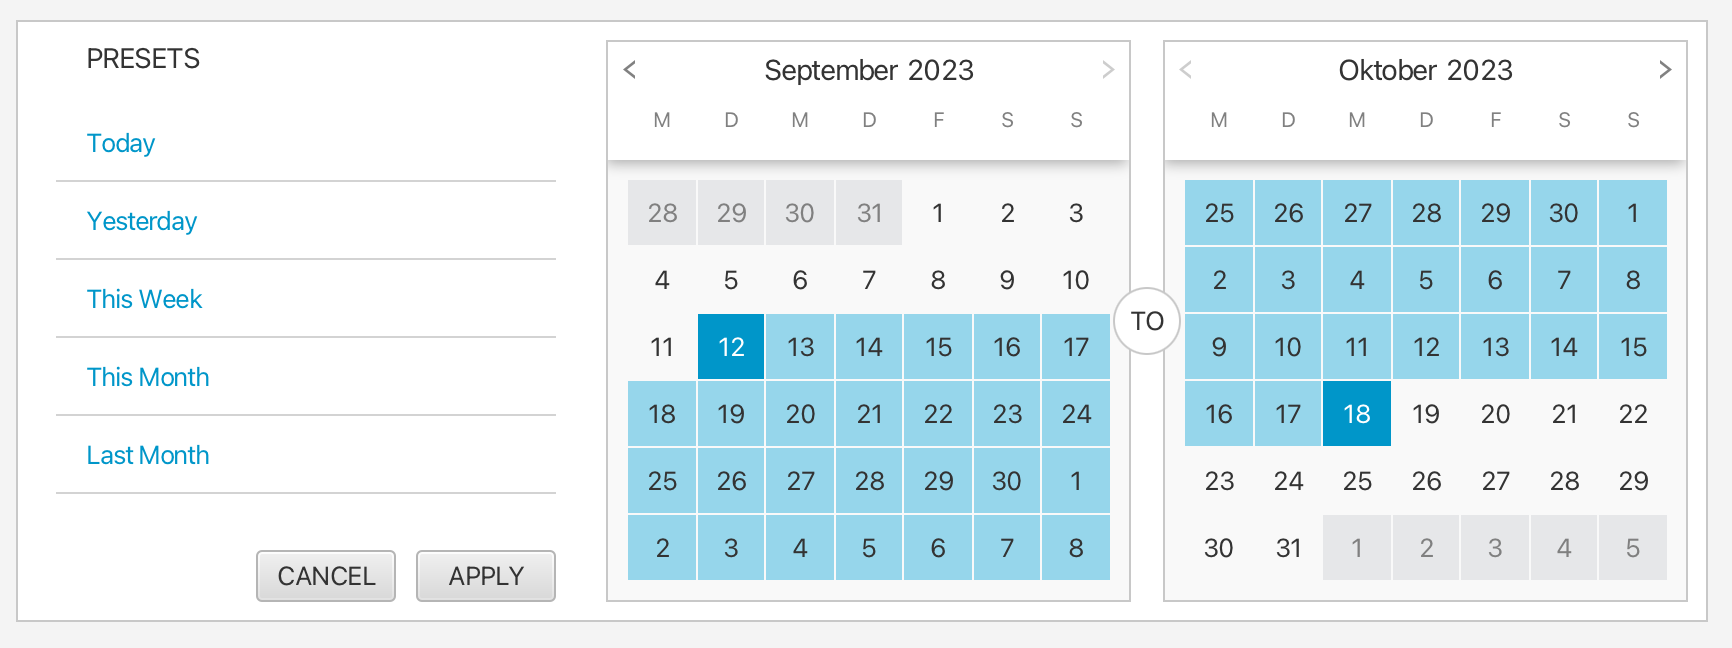 PRESETS
Today
Yesterday
This Week
This Month
Last Month
CANCEL APPLY
< September 2023 >
M D M D F S S
28 29 30 31 1 2 3
4 5 6 7 8 9 10
11 12 13 14 15 16 17
18 19 20 21 22 23 24
25 26 27 28 29 30 1
2 3 4 5 6 7 8
TO
< Oktober 2023 >
M D M D F S S
25 26 27 28 29 30 1
2 3 4 5 6 7 8
9 10 11 12 13 14 15
16 17 18 19 20 21 22
23 24 25 26 27 28 29
30 31 1 2 3 4 5